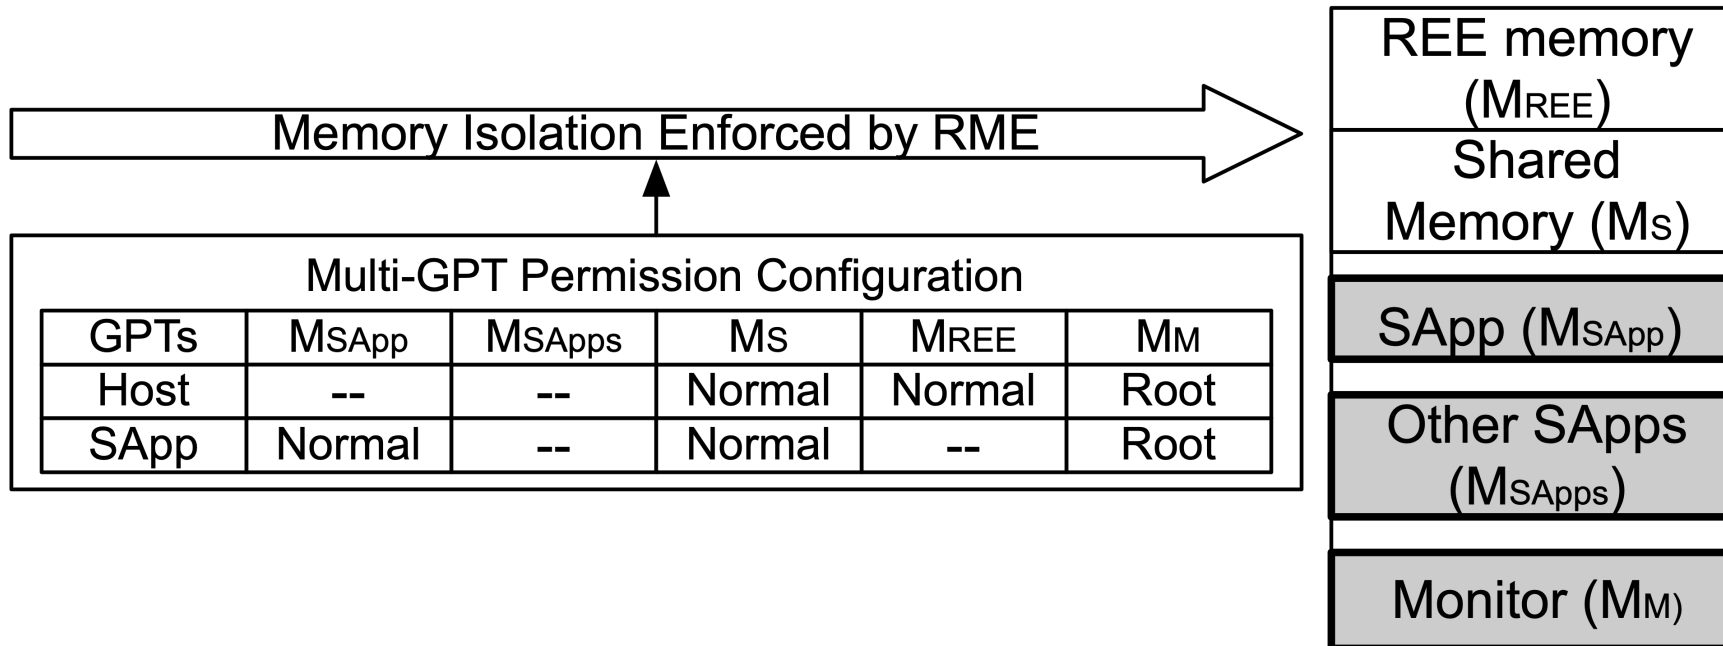 Memory Isolation Enforced by RME
Multi-GPT Permission Configuration
GPTs MSApp MSApps MS MREE MM
Host -- -- Normal Normal Root
SApp Normal -- Normal -- Root
REE memory
(MREE)
Shared
Memory (MS)
SApp (MSApp)
Other SApps
(MSApps)
Monitor (MM)